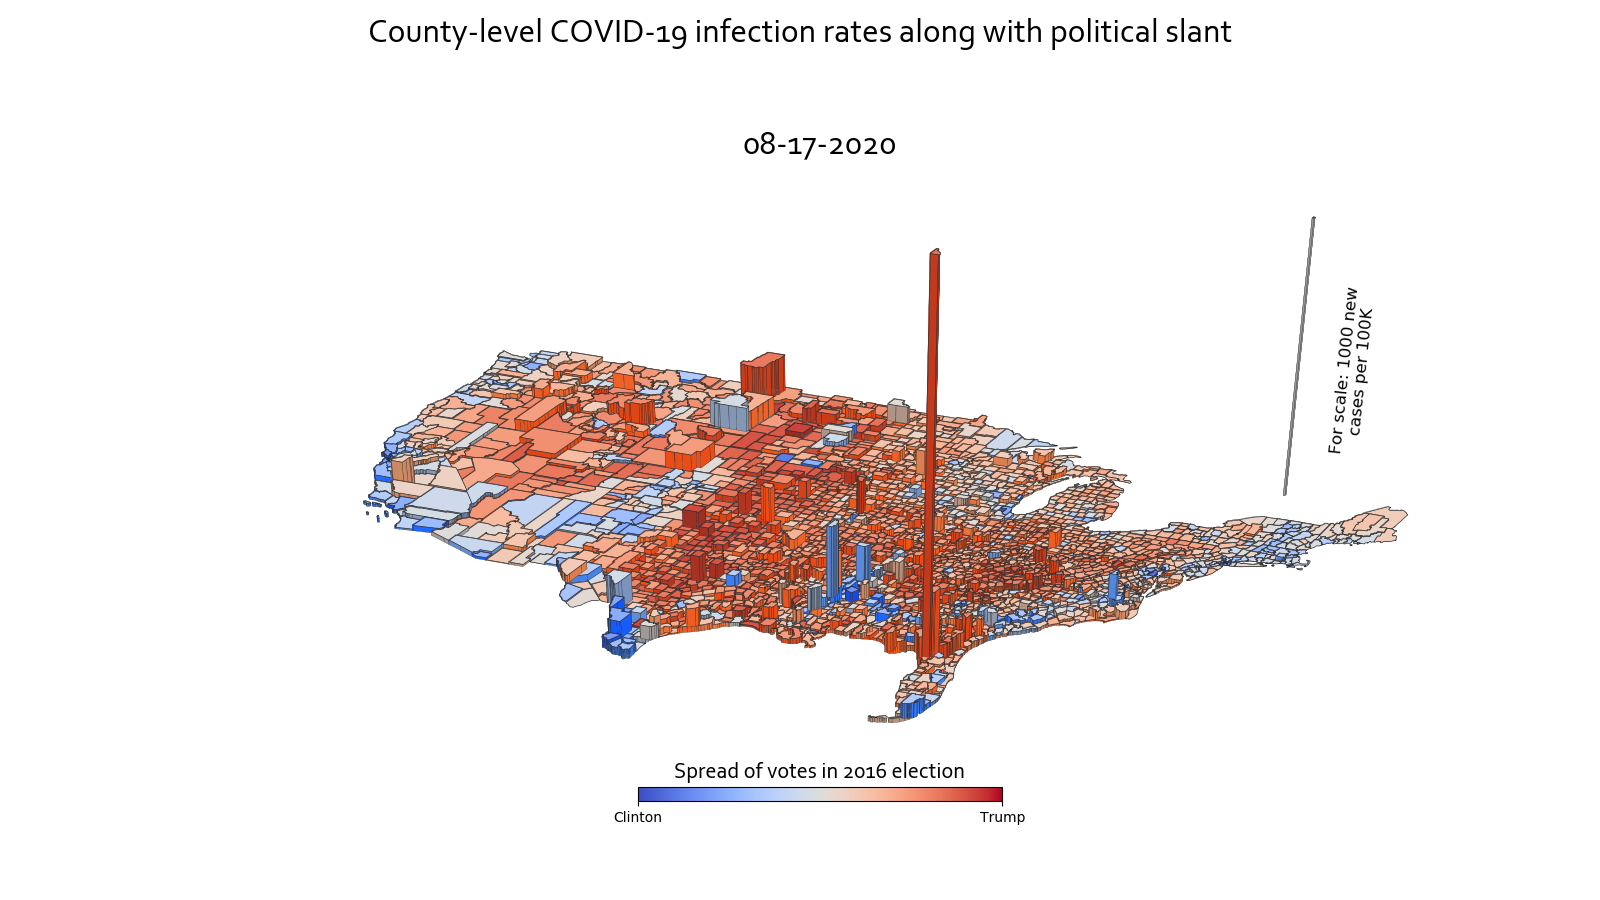 County-level COVID-19 infection rates along with political slant
08-17-2020
For scale: 1000 new
cases per 100K
Spread of votes in 2016 election
Clinton
Trump